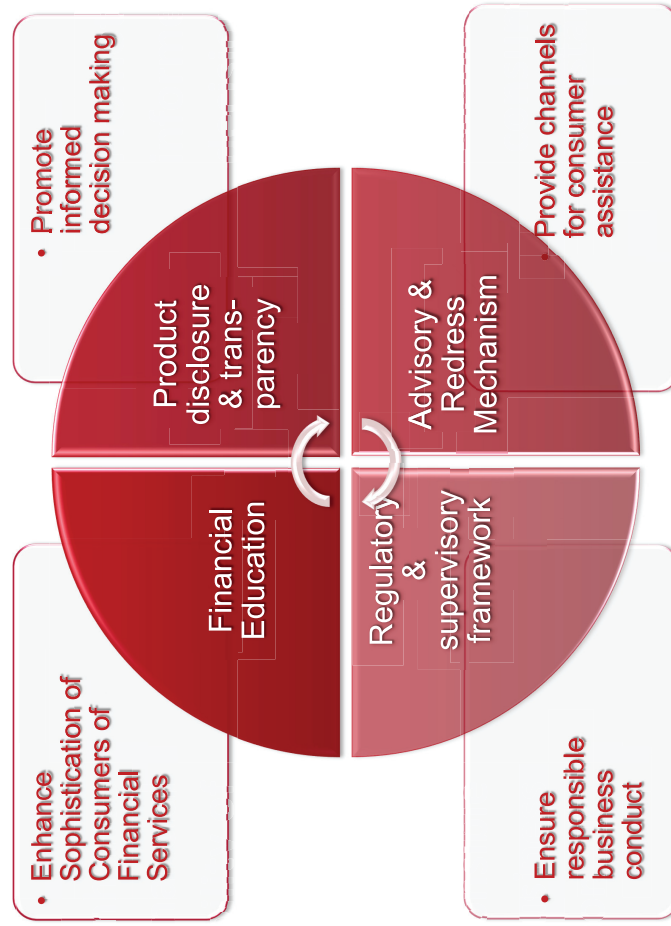 • Enhance
Sophistication of
Consumers of
Financial
Services
• Promote
informed
decision making
Financial
Education
Product
disclosure
& trans-
parency
Regulatory
&
supervisory
framework
Advisory &
Redress
Mechanism
• Ensure
responsible
business
conduct
• Provide channels
for consumer
assistance